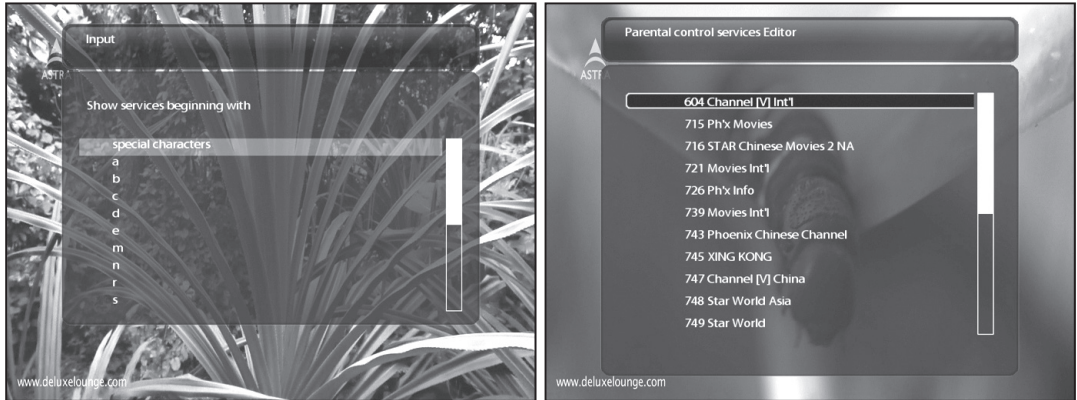 Input
ASTR
Show services beginning with
special characters
a
b
c
d
e
m
n
r
s
www.deluxelounge.com
Parental control services Editor
ASTRA
604 Channel [V] Int'l
715 Ph'x Movies
716 STAR Chinese Movies 2 NA
721 Movies Int'l
726 Ph'x Info
739 Movies Int'l
743 Phoenix Chinese Channel
745 XING KONG
747 Channel [V] China
748 Star World Asia
749 Star World
www.deluxelounge.com